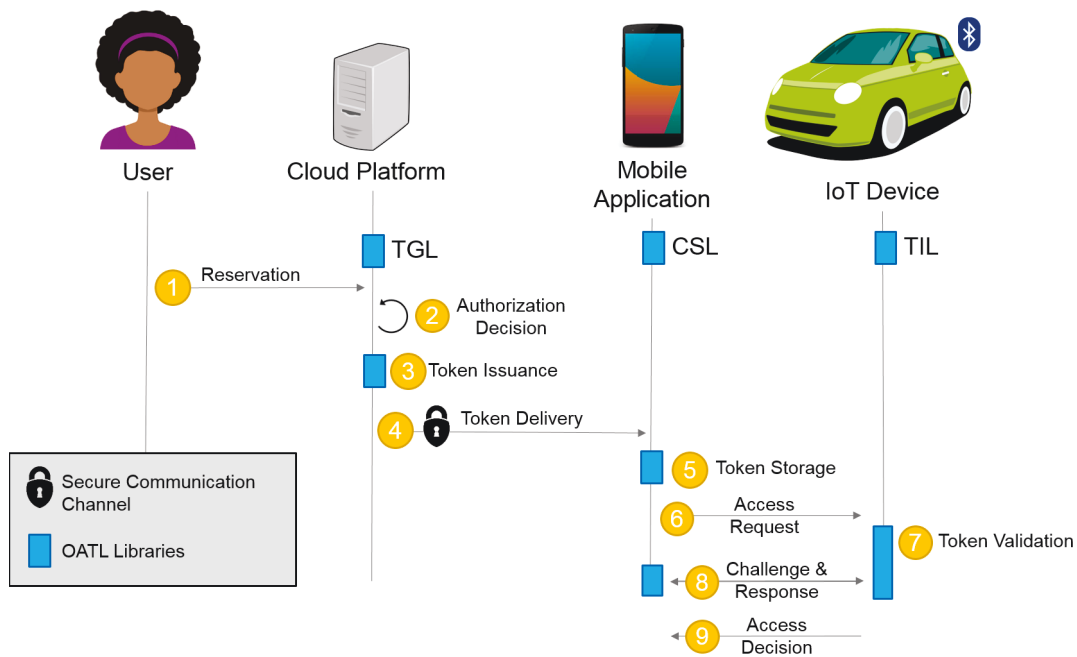 User
Cloud Platform
Mobile
Application
IoT Device
TGL
CSL
TIL
1
Reservation
2
Authorization
Decision
3
Token Issuance
4
Token Delivery
5
Token Storage
6
Access
Request
7
Token Validation
8
Challenge &
Response
9
Access
Decision
Secure Communication
Channel
OATL Libraries